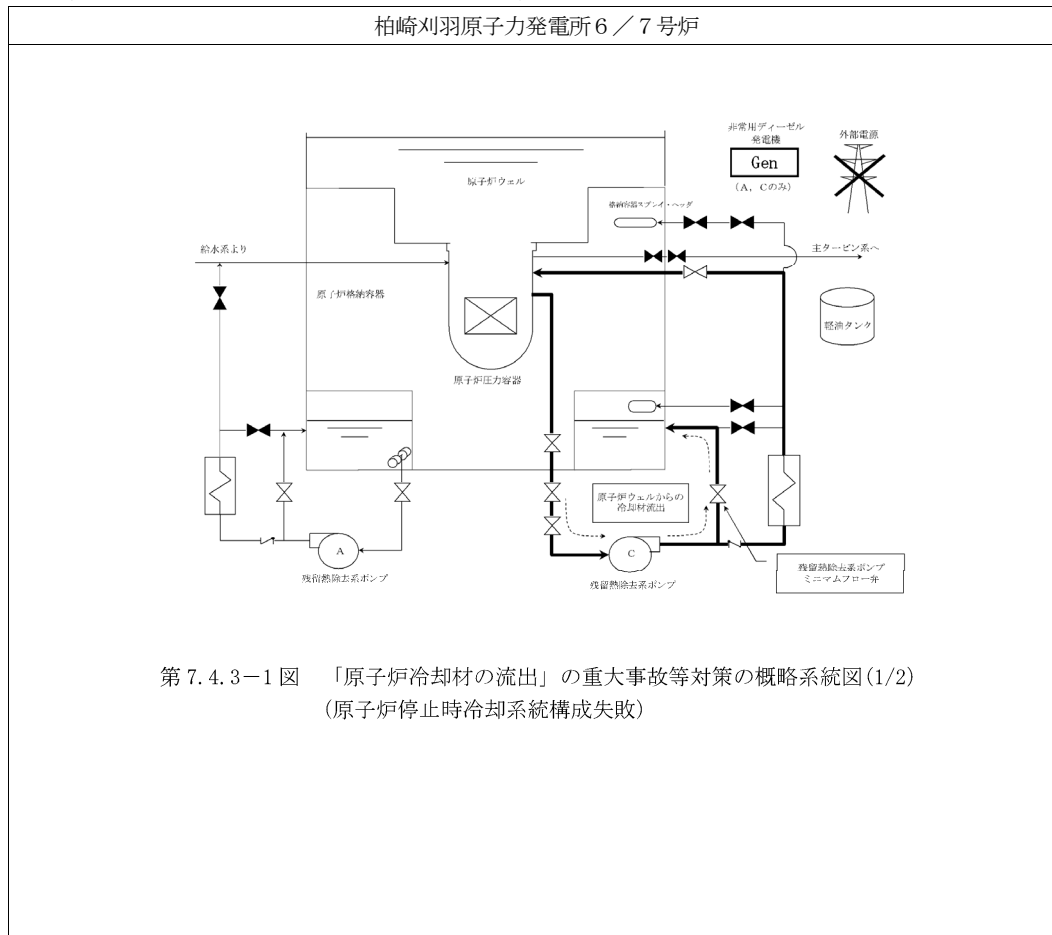 柏崎刈羽原子力発電所6／7号炉
非常用ディーゼル
発電機
Gen
(A, Cのみ)
外部電源
原子炉ウェル
格納容器スプレイ・ヘッダ
給水系より
主タービン系へ
原子炉格納容器
軽油タンク
原子炉圧力容器
原子炉ウェルからの
冷却材流出
A
C
残留熱除去系ポンプ
残留熱除去系ポンプ
残留熱除去系ポンプ
ミニマムフロー弁
第7.4.3－1図　「原子炉冷却材の流出」の重大事故等対策の概略系統図(1/2)
(原子炉停止時冷却系統構成失敗)